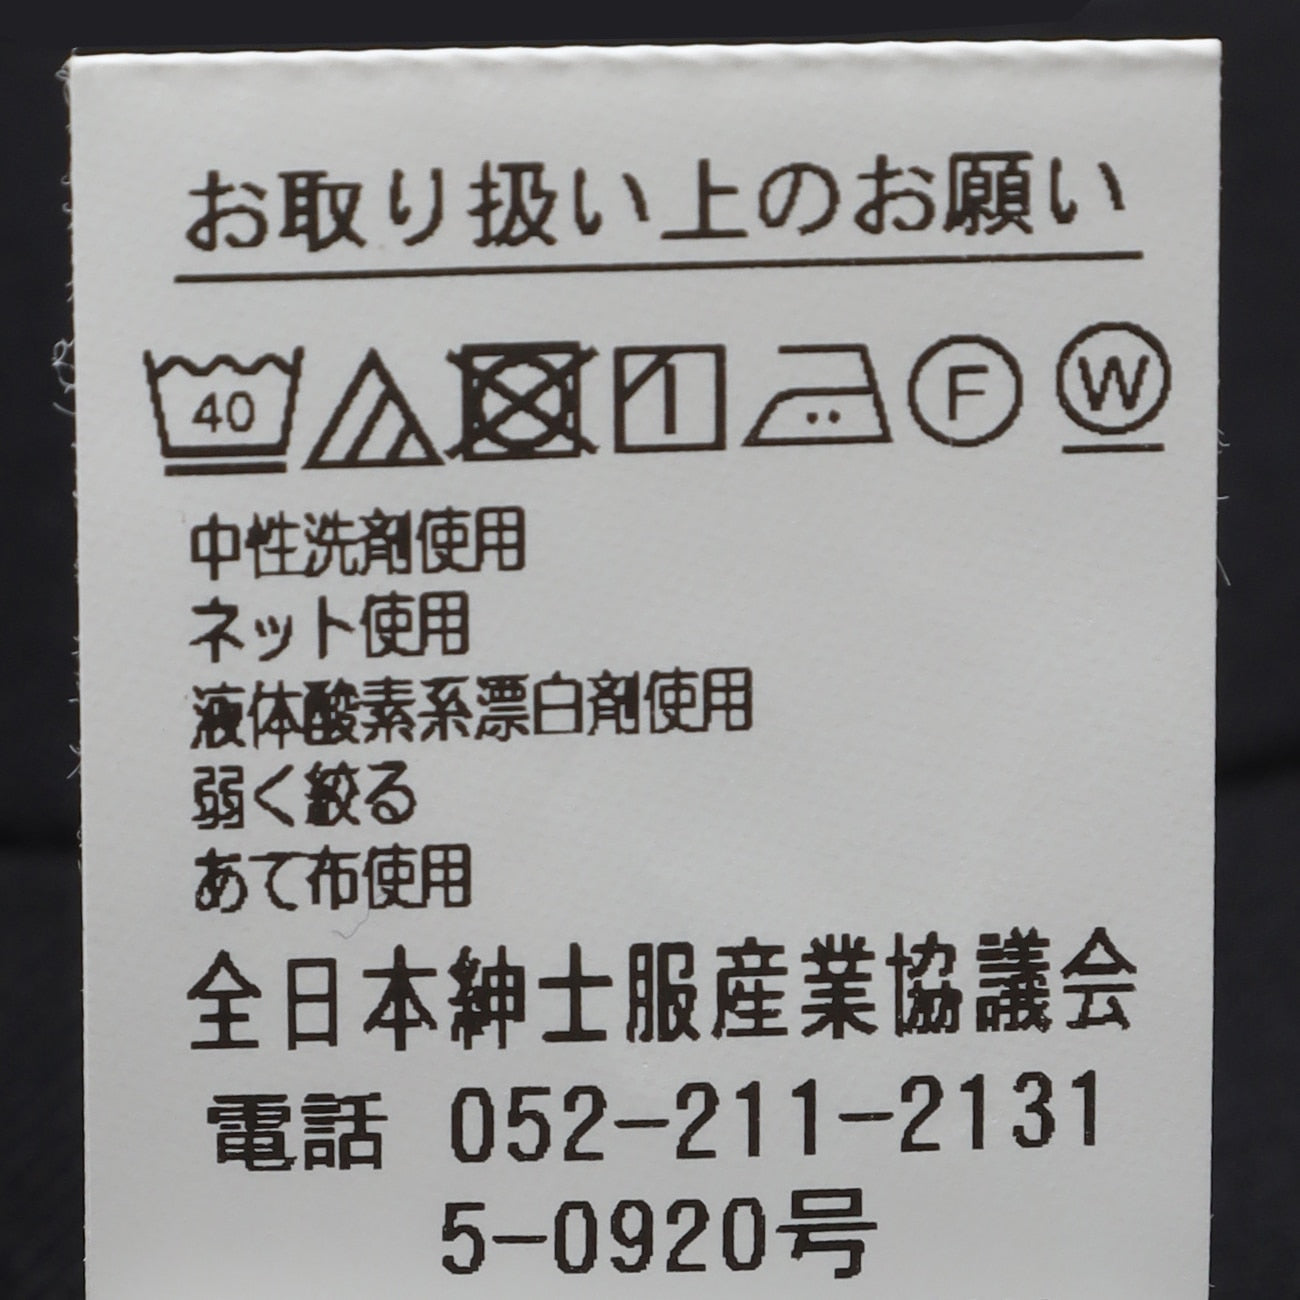 お取り扱い上のお願い
40 F W
中性洗剤使用
ネット使用
液体酸素系漂白剤使用
弱く絞る
あて布使用
全日本紳士服産業協議会
電話 052-211-2131
5-0920号